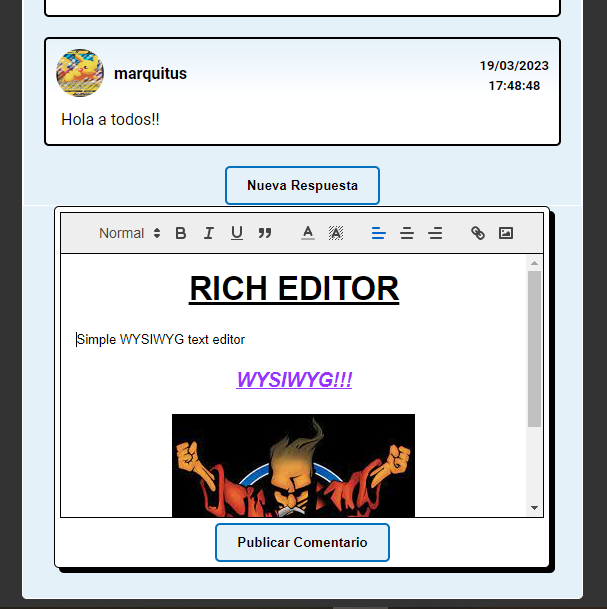 marquitus
19/03/2023
17:48:48
Hola a todos!!
Nueva Respuesta
Normal B I U A A
RICH EDITOR
Simple WYSIWYG text editor
WYSIWYG!!!
Publicar Comentario